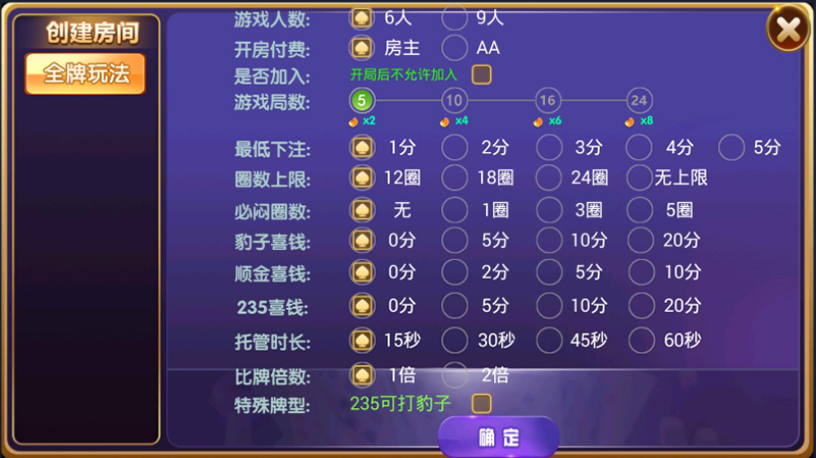 创建房间
全牌玩法
游戏人数: 6人 9人
开房付费: 房主 AA
是否加入: 开局后不允许加入
游戏局数: 5 10 16 24
x2 x4 x6 x8
最低下注: 1分 2分 3分 4分 5分
圈数上限: 12圈 18圈 24圈 无上限
必闷圈数: 无 1圈 3圈 5圈
豹子喜钱: 0分 5分 10分 20分
顺金喜钱: 0分 2分 5分 10分
235喜钱: 0分 5分 10分 20分
托管时长: 15秒 30秒 45秒 60秒
比牌倍数: 1倍 2倍
特殊牌型: 235可打豹子
确定